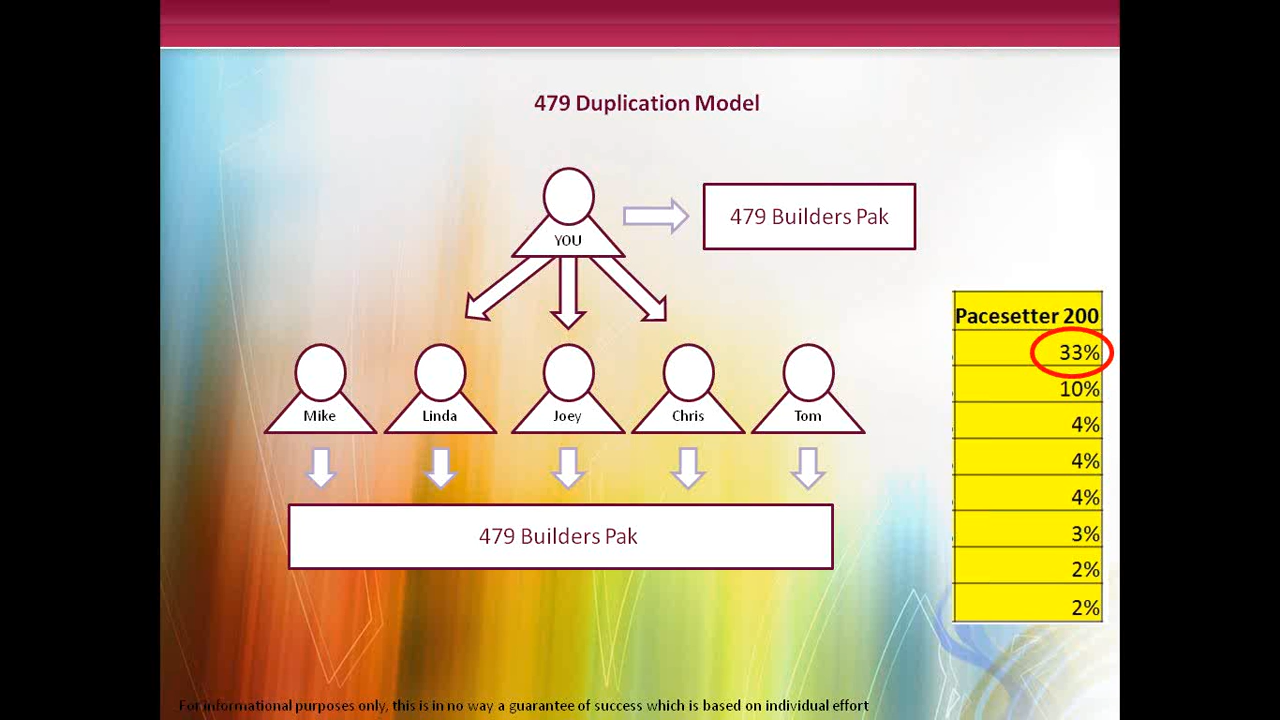 479 Duplication Model
YOU
479 Builders Pak
Pacesetter 200
33%
10%
4%
4%
4%
3%
2%
2%
Mike
Linda
Joey
Chris
Tom
479 Builders Pak
For informational purposes only, this is in no way a guarantee of success which is based on individual effort